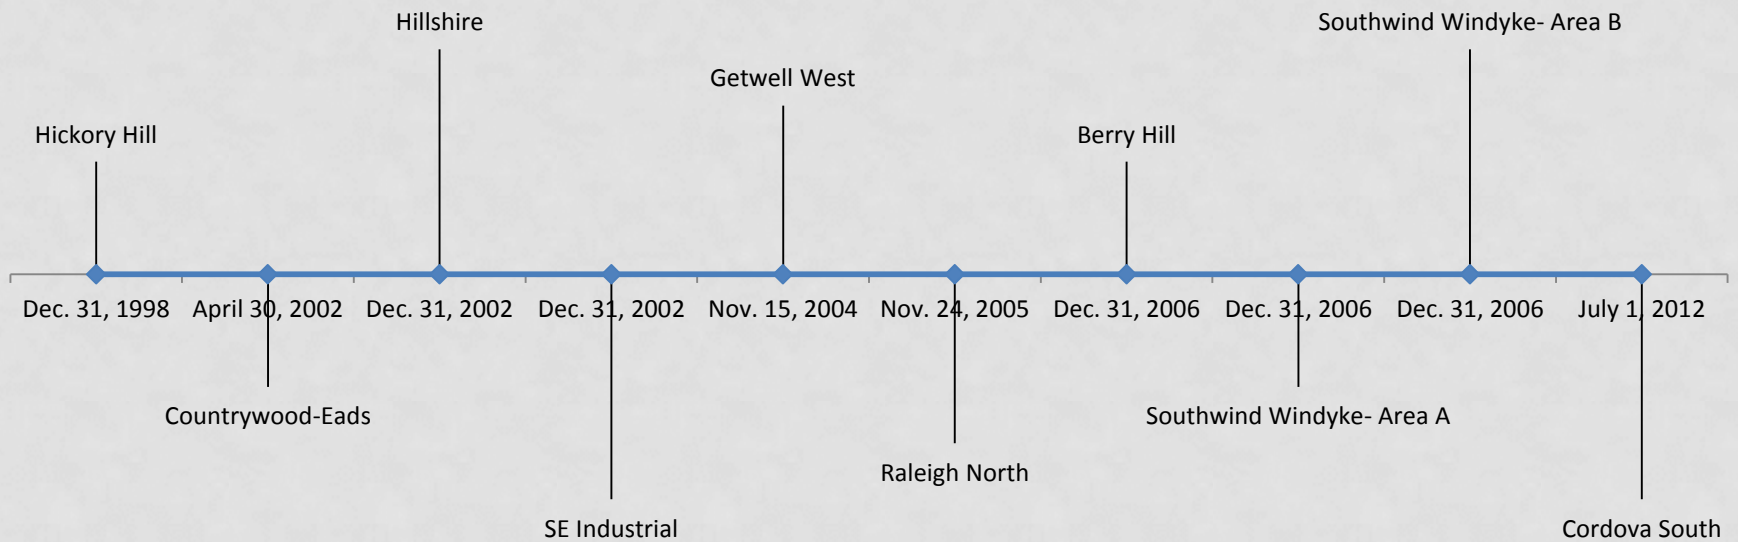 Hillshire
Southwind Windyke- Area B
Getwell West
Hickory Hill
Berry Hill
Dec. 31, 1998
April 30, 2002
Dec. 31, 2002
Dec. 31, 2002
Nov. 15, 2004
Nov. 24, 2005
Dec. 31, 2006
Dec. 31, 2006
Dec. 31, 2006
July 1, 2012
Countrywood-Eads
Southwind Windyke- Area A
Raleigh North
SE Industrial
Cordova South